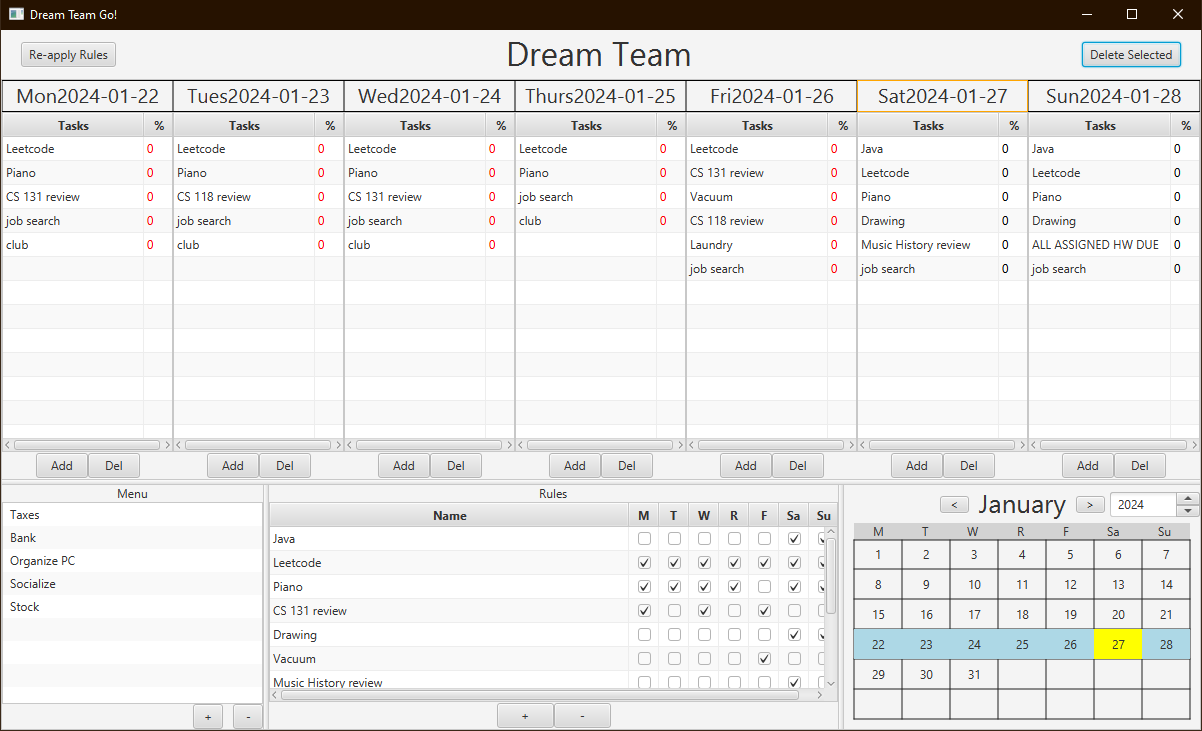 Dream Team Go!
Re-apply Rules Dream Team Delete Selected
Mon2024-01-22 Tues2024-01-23 Wed2024-01-24 Thurs2024-01-25 Fri2024-01-26 Sat2024-01-27 Sun2024-01-28
Tasks % Tasks % Tasks % Tasks % Tasks % Tasks % Tasks %
Leetcode 0 Leetcode 0 Leetcode 0 Leetcode 0 Leetcode 0 Java 0 Java 0
Piano 0 Piano 0 Piano 0 Piano 0 CS 131 review 0 Leetcode 0 Leetcode 0
CS 131 review 0 CS 118 review 0 CS 131 review 0 job search 0 Vacuum 0 Piano 0 Piano 0
job search 0 job search 0 job search 0 club 0 CS 118 review 0 Drawing 0 Drawing 0
club 0 club 0 club 0 Laundry 0 Music History review 0 ALL ASSIGNED HW DUE 0
job search 0 job search 0 job search 0
Add Del Add Del Add Del Add Del Add Del Add Del Add Del
Menu
Taxes
Bank
Organize PC
Socialize
Stock
+ -
Rules
Name M T W R F Sa Su
Java
Leetcode
Piano
CS 131 review
Drawing
Vacuum
Music History review
+ -
< January > 2024
M T W R F Sa Su
1 2 3 4 5 6 7
8 9 10 11 12 13 14
15 16 17 18 19 20 21
22 23 24 25 26 27 28
29 30 31